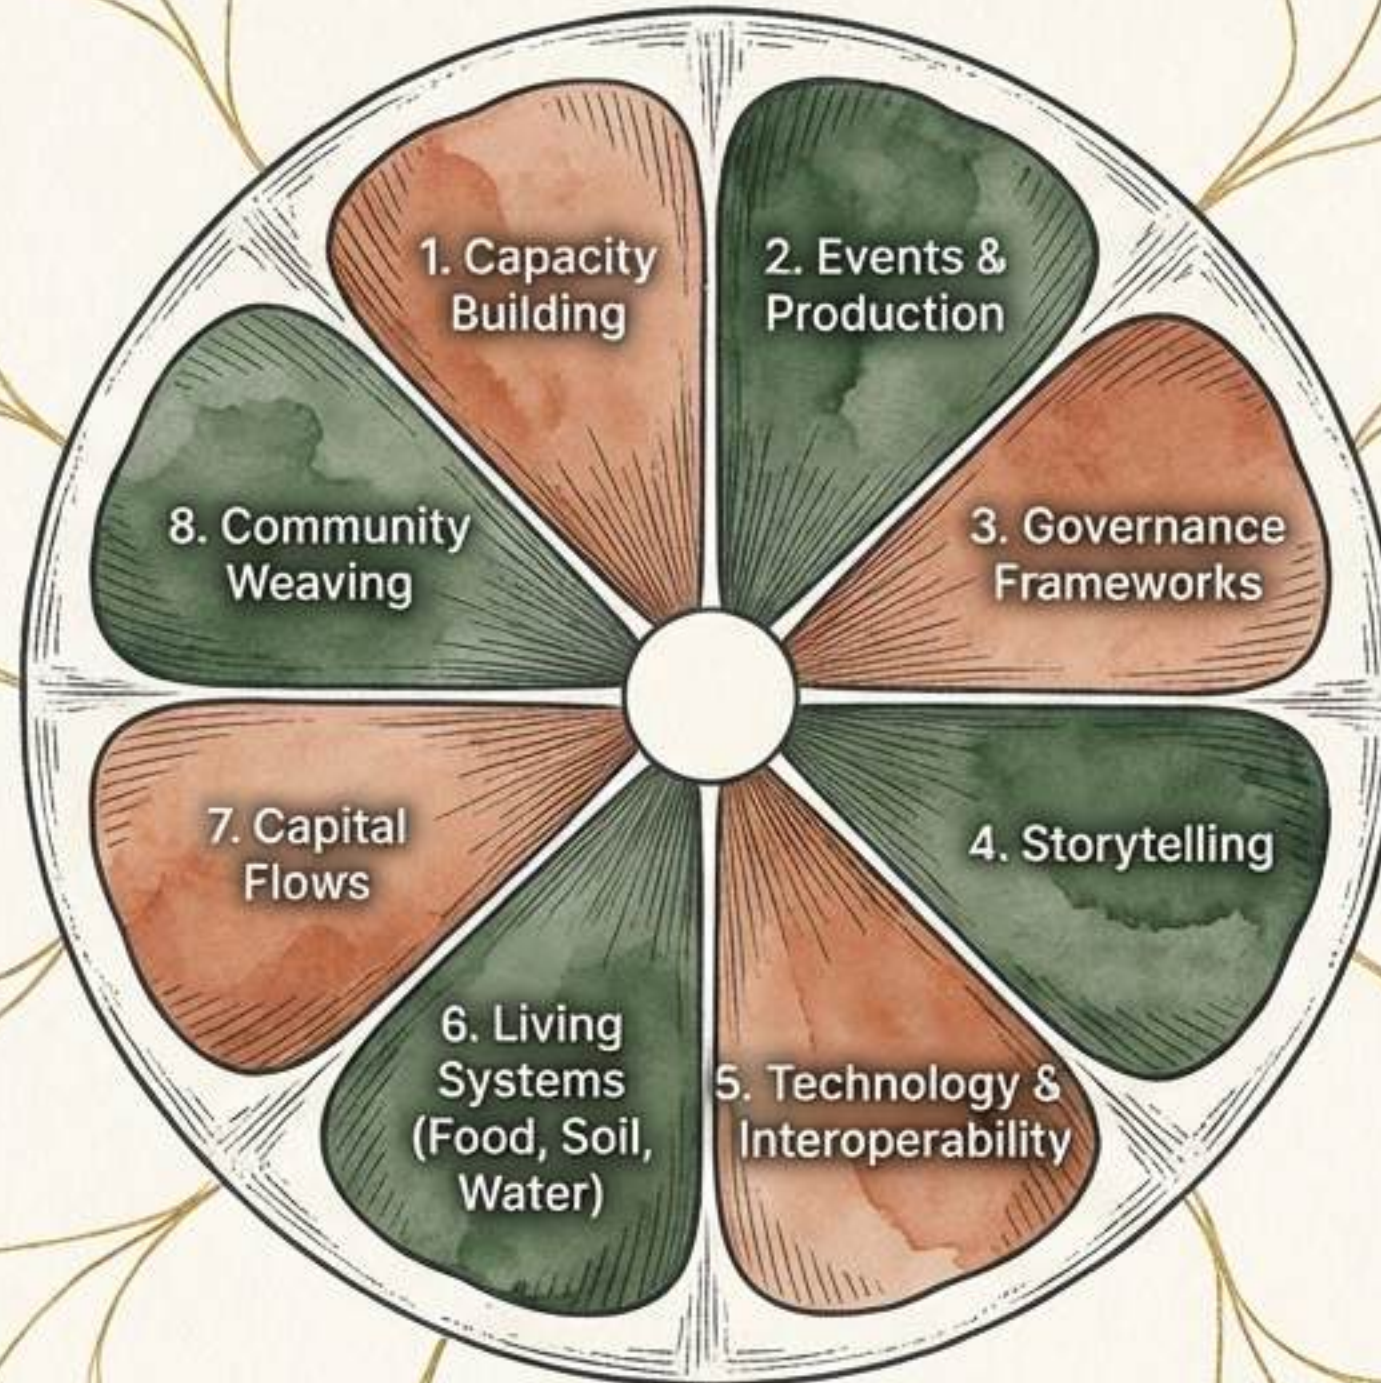 1. Capacity
Building
2. Events &
Production
3. Governance
Frameworks
4. Storytelling
5. Technology &
Interoperability
6. Living
Systems
(Food, Soil,
Water)
7. Capital
Flows
8. Community
Weaving